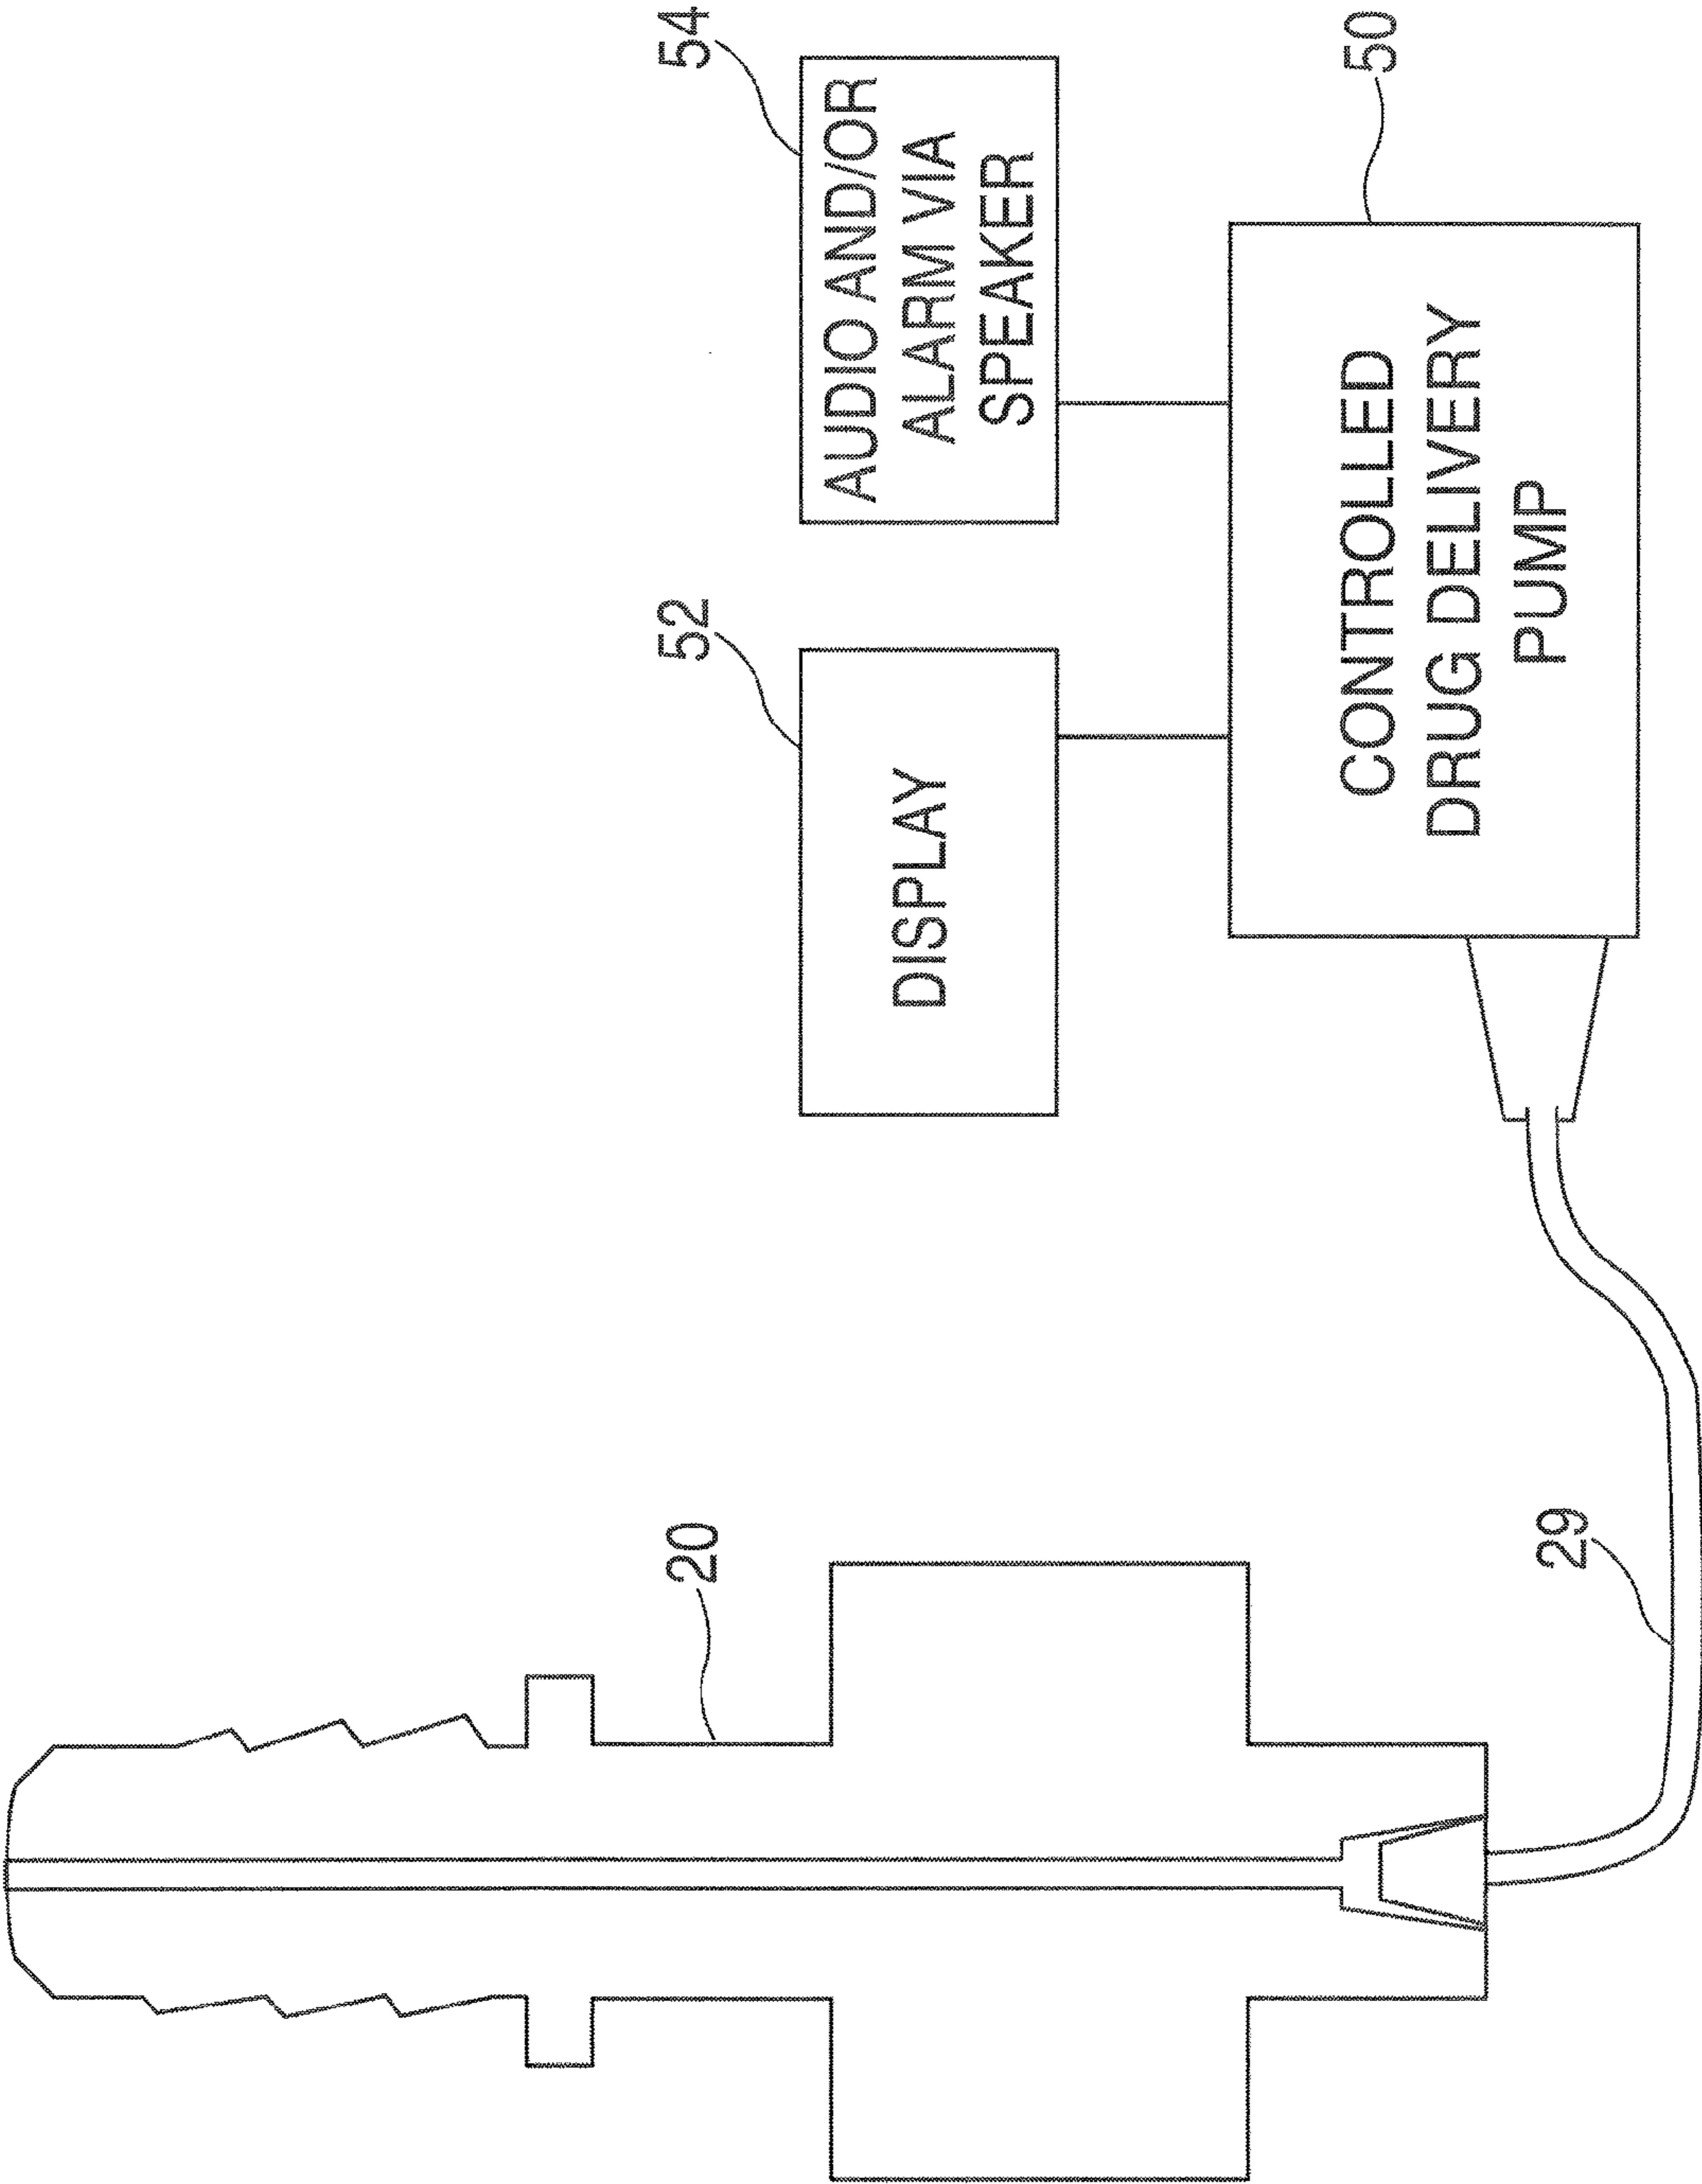 54
AUDIO AND/OR
ALARM VIA
SPEAKER
52
DISPLAY
50
CONTROLLED
DRUG DELIVERY
PUMP
20
29